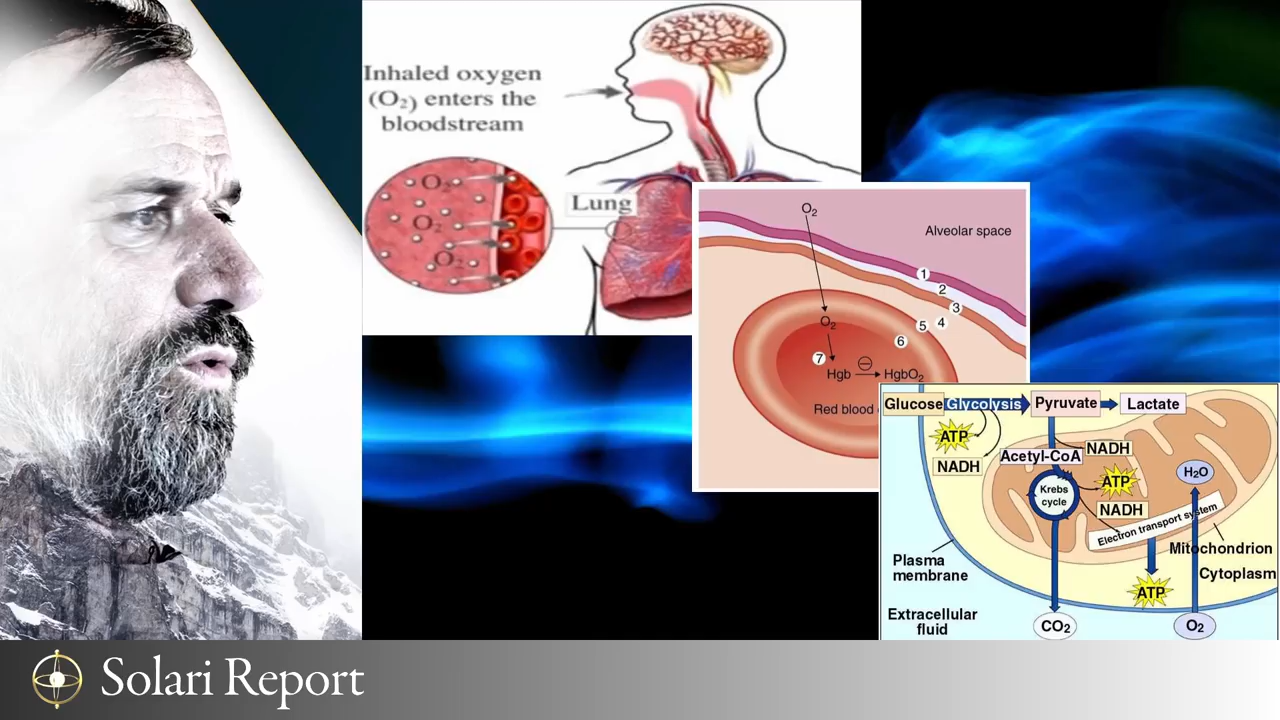 Inhaled oxygen
(O₂) enters the
bloodstream
O₂
O₂
O₂
Lung
O₂
Alveolar space
1
2
3
4
5
6
O₂
7
Hgb
HgbO₂
Red blood
Glucose
Glycolysis
Pyruvate
Lactate
ATP
NADH
Acetyl-CoA
NADH
ATP
NADH
Krebs
cycle
H₂O
Electron transport system
Mitochondrion
Cytoplasm
Plasma
membrane
ATP
Extracellular
fluid
CO₂
O₂
Solari Report